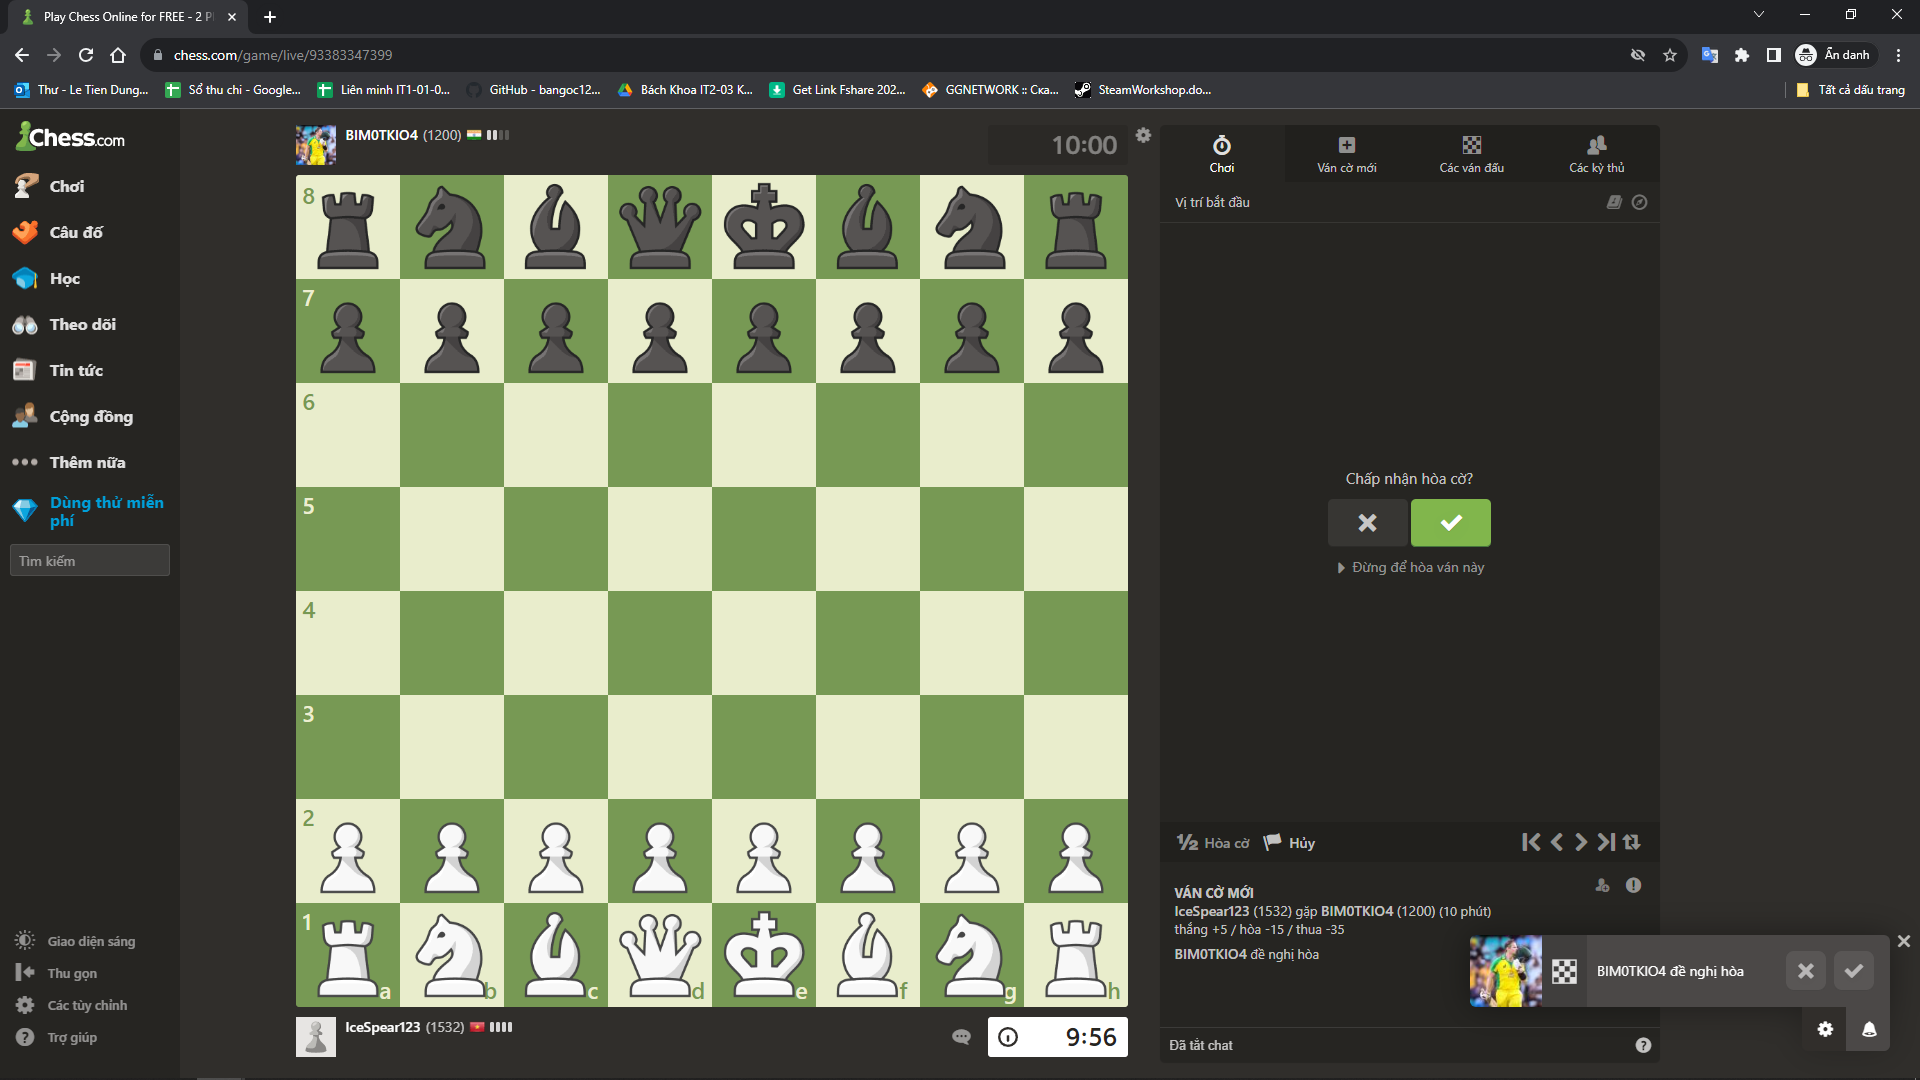 Play Chess Online for FREE - 2 P
chess.com/game/live/93383347399
Ẩn danh
Thư - Le Tien Dung...
Sổ thu chi - Google...
Liên minh IT1-01-0...
GitHub - bangoc12...
Bách Khoa IT2-03 K...
Get Link Fshare 202...
GGNETWORK :: Ска...
SteamWorkshop.do...
Tất cả dấu trang
Chess.com
Chơi
Câu đố
Học
Theo dõi
Tin tức
Cộng đồng
Thêm nữa
Dùng thử miễn
phí
Tìm kiếm
Giao diện sáng
Thu gọn
Các tùy chỉnh
Trợ giúp
BIM0TKIO4 (1200)
10:00
8
7
6
5
4
3
2
1
a
b
c
d
e
f
g
h
IceSpear123 (1532)
9:56
Chơi
Ván cờ mới
Các ván đấu
Các kỳ thủ
Vị trí bắt đầu
Chấp nhận hòa cờ?
Đừng để hòa ván này
½ Hòa cờ
Hủy
VÁN CỜ MỚI
IceSpear123 (1532) gặp BIM0TKIO4 (1200) (10 phút)
thắng +5 / hòa -15 / thua -35
BIM0TKIO4 đề nghị hòa
BIM0TKIO4 đề nghị hòa
Đã tắt chat